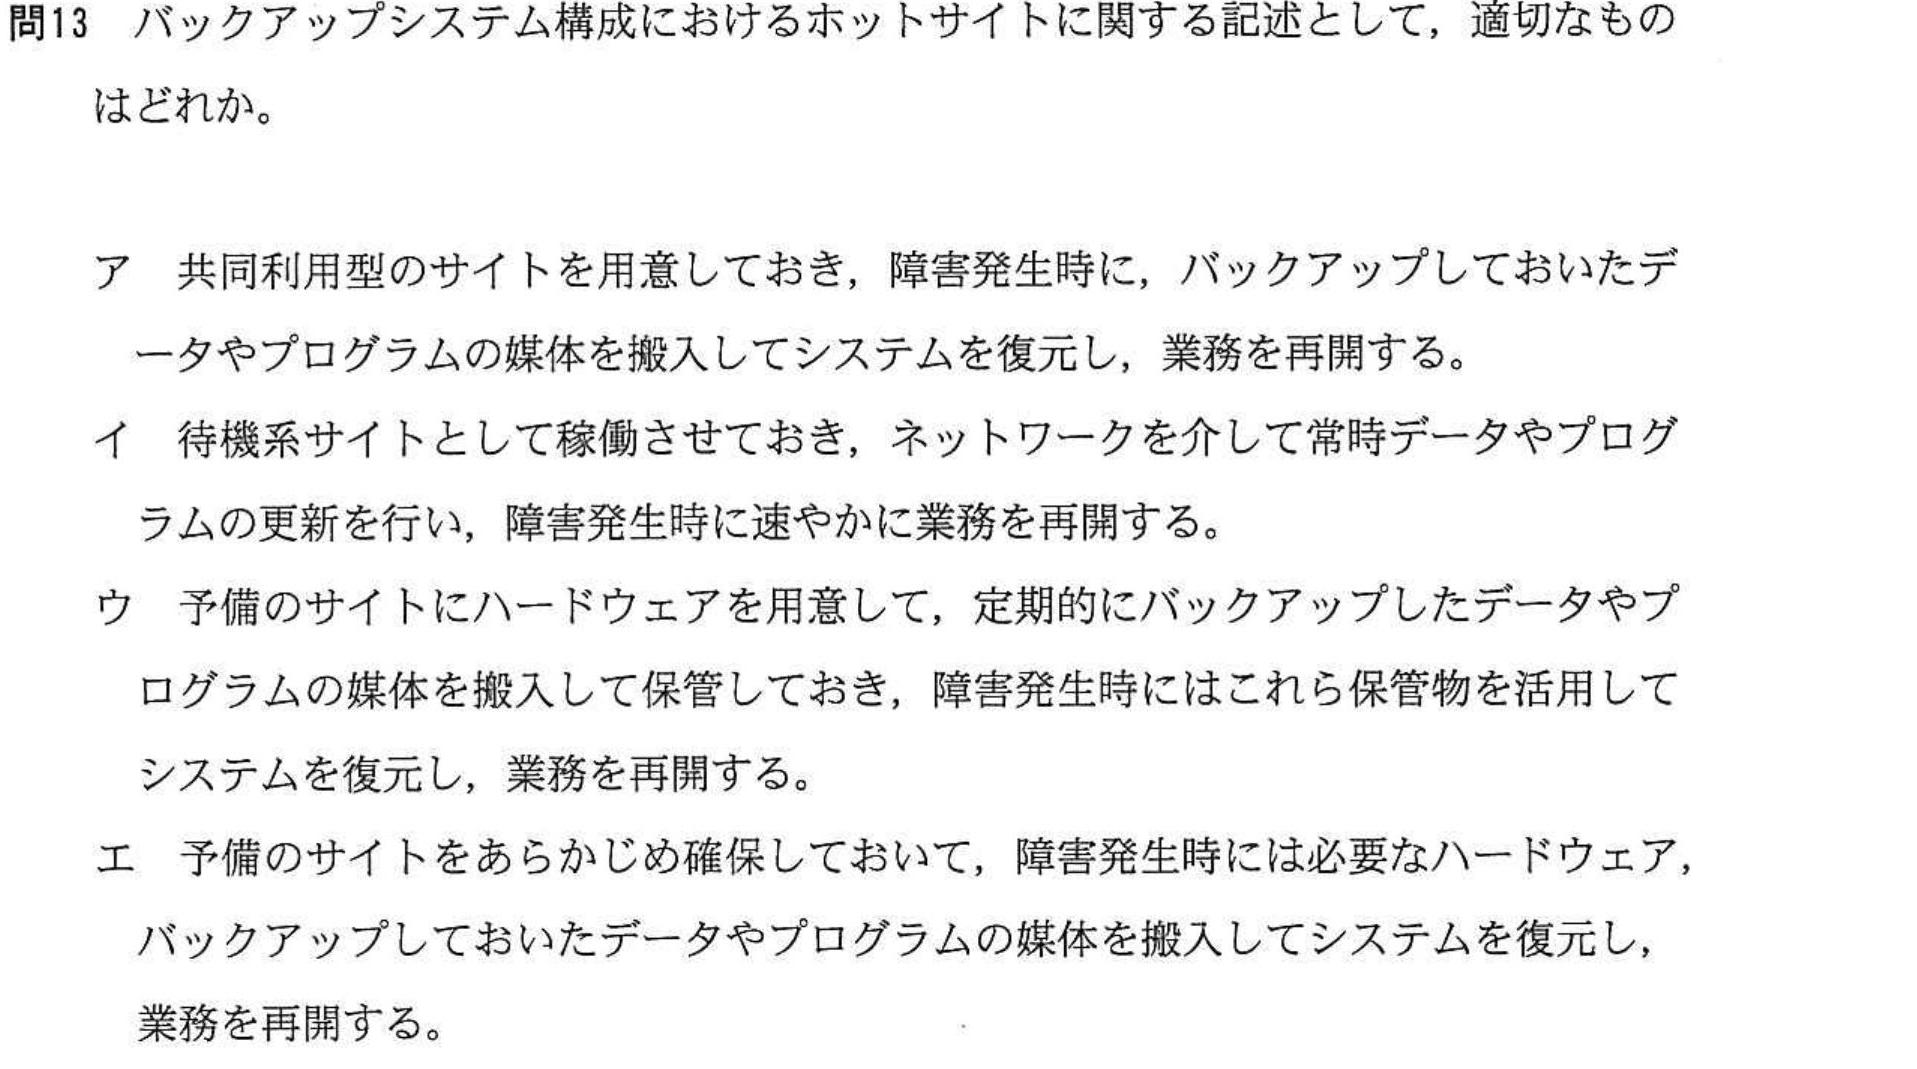 問13　バックアップシステム構成におけるホットサイトに関する記述として，適切なもの
はどれか。
ア　共同利用型のサイトを用意しておき，障害発生時に，バックアップしておいたデ
ータやプログラムの媒体を搬入してシステムを復元し，業務を再開する。
イ　待機系サイトとして稼働させておき，ネットワークを介して常時データやプログ
ラムの更新を行い，障害発生時に速やかに業務を再開する。
ウ　予備のサイトにハードウェアを用意して，定期的にバックアップしたデータやプ
ログラムの媒体を搬入して保管しておき，障害発生時にはこれら保管物を活用して
システムを復元し，業務を再開する。
エ　予備のサイトをあらかじめ確保しておいて，障害発生時には必要なハードウェア，
バックアップしておいたデータやプログラムの媒体を搬入してシステムを復元し，
業務を再開する。